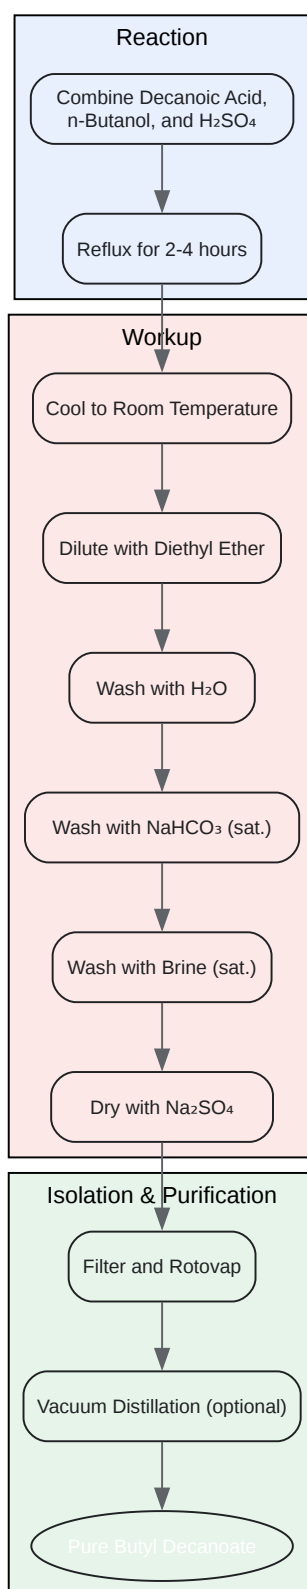 Reaction
Combine Decanoic Acid,
n-Butanol, and H₂SO₄
Reflux for 2-4 hours
Workup
Cool to Room Temperature
Dilute with Diethyl Ether
Wash with H₂O
Wash with NaHCO₃ (sat.)
Wash with Brine (sat.)
Dry with Na₂SO₄
Isolation & Purification
Filter and Rotovap
Vacuum Distillation (optional)
Pure Butyl Decanoate